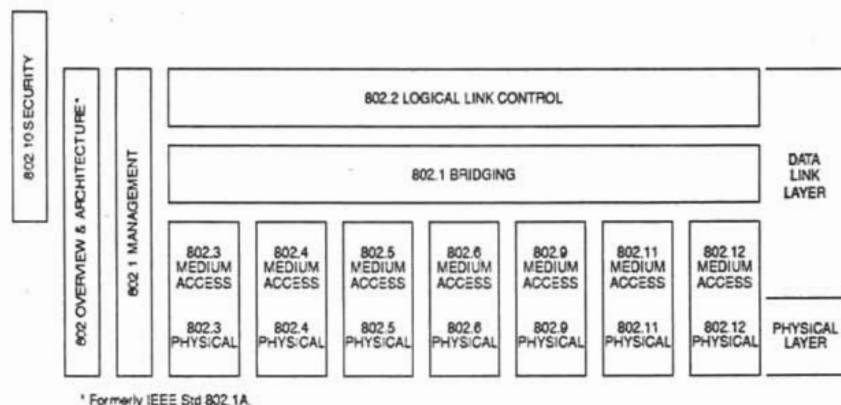 802.10 SECURITY
802 OVERVIEW & ARCHITECTURE*
802.1 MANAGEMENT
802.2 LOGICAL LINK CONTROL
802.1 BRIDGING
DATA
LINK
LAYER
802.3
MEDIUM
ACCESS
802.3
PHYSICAL
802.4
MEDIUM
ACCESS
802.4
PHYSICAL
802.5
MEDIUM
ACCESS
802.5
PHYSICAL
802.6
MEDIUM
ACCESS
802.6
PHYSICAL
802.9
MEDIUM
ACCESS
802.9
PHYSICAL
802.11
MEDIUM
ACCESS
802.11
PHYSICAL
802.12
MEDIUM
ACCESS
802.12
PHYSICAL
PHYSICAL
LAYER
* Formerly IEEE Std 802.1A.